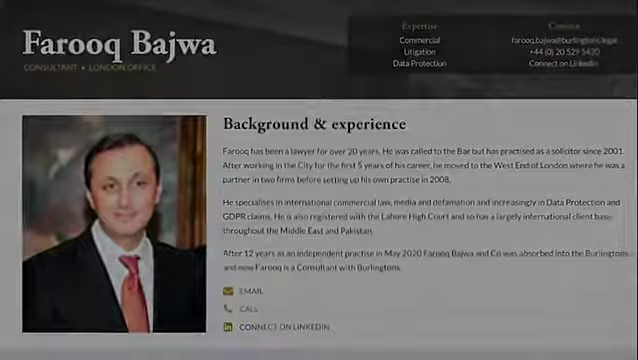 Farooq Bajwa
CONSULTANT • LONDON OFFICE
Expertise
Commercial
Litigation
Data Protection
Contact
farooq.bajwa@burlingtons.legal
+44 (0) 20 529 5420
Connect on LinkedIn
Background & experience
Farooq has been a lawyer for over 20 years. He was called to the Bar but has practised as a solicitor since 2001.
After working in the City for the first 5 years of his career, he moved to the West End of London where he was a
partner in two firms before setting up his own practise in 2008.
He specialises in international commercial law, media and defamation and increasingly in Data Protection and
GDPR claims. He is also registered with the Lahore High Court and so has a largely international client base
throughout the Middle East and Pakistan.
After 12 years as an independent practise in May 2020 Farooq Bajwa and Co was absorbed into the Burlingtons
and now Farooq is a Consultant with Burlingtons.
EMAIL
CALL
CONNECT ON LINKEDIN